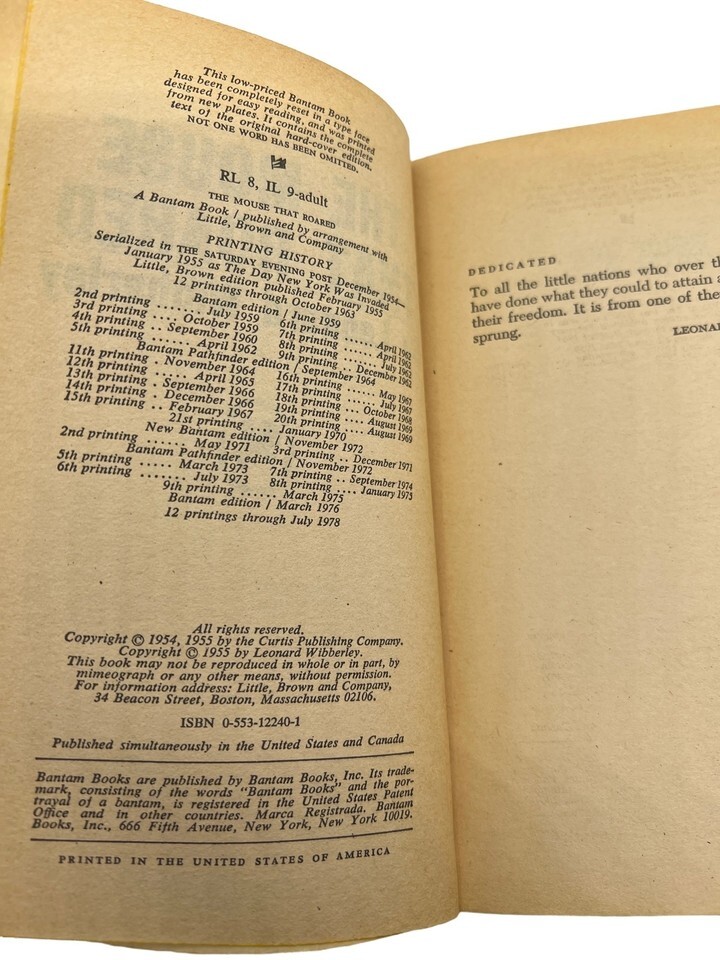 This low-priced Bantam Book
has been completely reset in a type face
designed for easy reading, and was printed
from new plates. It contains the complete
text of the original hard-cover edition.
NOT ONE WORD HAS BEEN OMITTED.
RL 8, IL 9-adult
THE MOUSE THAT ROARED
A Bantam Book / published by arrangement with
Little, Brown and Company
PRINTING HISTORY
Serialized in THE SATURDAY EVENING POST December 1954—
January 1955 as The Day New York Was Invaded
Little, Brown edition published February 1955
12 printings through October 1963
Bantam edition / June 1959
2nd printing ....... July 1959 6th printing ...... April 1962
3rd printing .... October 1959 7th printing ...... April 1962
4th printing .. September 1960 8th printing ...... July 1962
5th printing ...... April 1962 9th printing .. December 1962
Bantam Pathfinder edition / September 1964
11th printing . November 1964 16th printing ...... May 1967
12th printing .... April 1965 17th printing ...... July 1967
13th printing . September 1966 18th printing ... October 1968
14th printing . December 1966 19th printing .... August 1969
15th printing .. February 1967 20th printing .... August 1969
21st printing .... January 1970
New Bantam edition / November 1972
2nd printing ...... May 1971 3rd printing .. December 1971
Bantam Pathfinder edition / November 1972
5th printing ..... March 1973 7th printing .. September 1974
6th printing ...... July 1973 8th printing .... January 1975
9th printing ...... March 1975
Bantam edition / March 1976
12 printings through July 1978
All rights reserved.
Copyright © 1954, 1955 by the Curtis Publishing Company.
Copyright © 1955 by Leonard Wibberley.
This book may not be reproduced in whole or in part, by
mimeograph or any other means, without permission.
For information address: Little, Brown and Company,
34 Beacon Street, Boston, Massachusetts 02106.
ISBN 0-553-12240-1
Published simultaneously in the United States and Canada
Bantam Books are published by Bantam Books, Inc. Its trade-
mark, consisting of the words "Bantam Books" and the por-
trayal of a bantam, is registered in the United States Patent
Office and in other countries. Marca Registrada. Bantam
Books, Inc., 666 Fifth Avenue, New York, New York 10019.
PRINTED IN THE UNITED STATES OF AMERICA
DEDICATED
To all the little nations who over th
have done what they could to attain a
their freedom. It is from one of the
sprung.
LEONAR